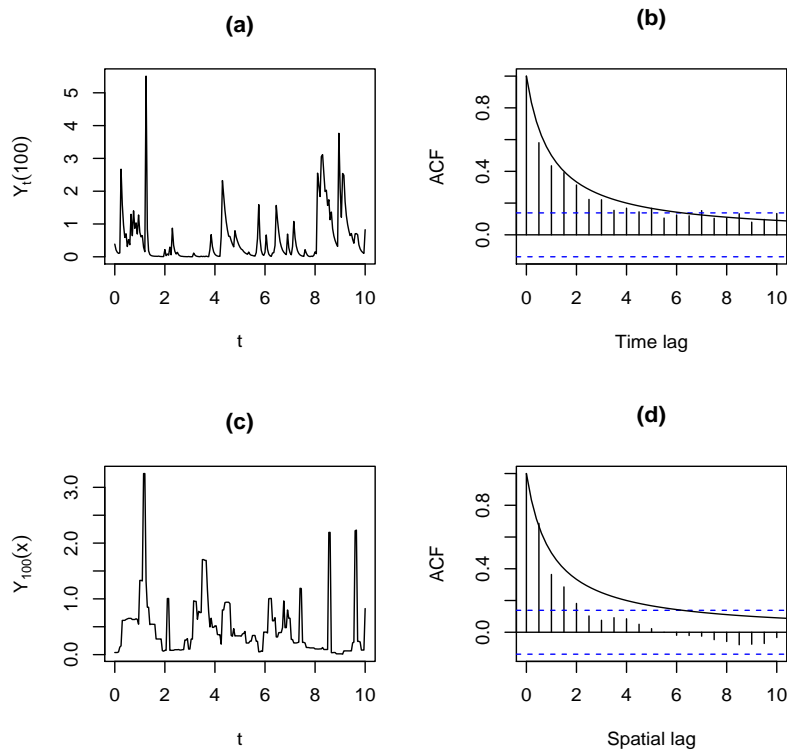 (a)
Y_t(100)
0 1 2 3 4 5
0 2 4 6 8 10
t
(b)
ACF
0.0 0.4 0.8
0 2 4 6 8 10
Time lag
(c)
Y_100(x)
0.0 1.0 2.0 3.0
0 2 4 6 8 10
t
(d)
ACF
0.0 0.4 0.8
0 2 4 6 8 10
Spatial lag